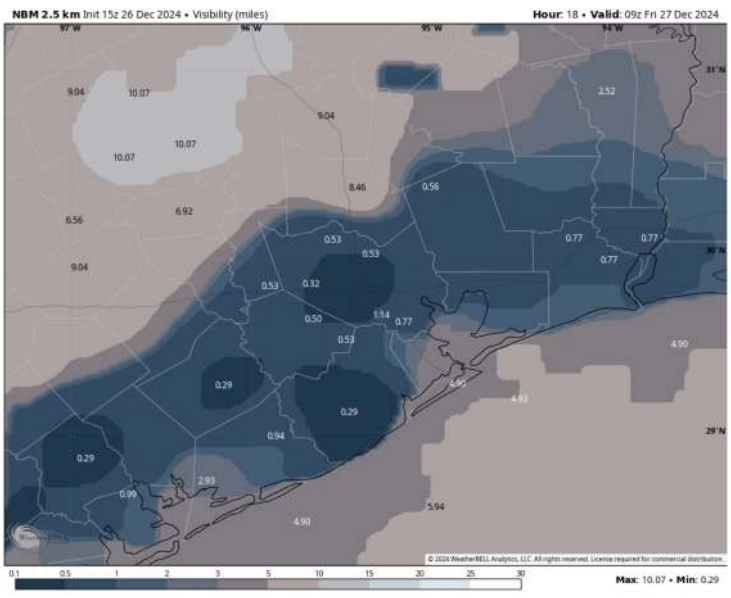 NBM 2.5 km Init 15z 26 Dec 2024 • Visibility (miles) Hour: 18 • Valid: 09z Fri 27 Dec 2024
97°W 96°W 95°W 94°W
31°N
9.04 10.07 2.52
9.04
10.07 10.07
8.46 0.56
6.56 6.92
0.53 0.77 0.77
0.53 30°N
9.04 0.77
0.53 0.32
0.50 1.14 0.77
0.53 4.90
0.29 4.90
4.93
0.29
0.94 29°N
0.29
2.93
0.99
5.94
4.90
WeatherBELL
© 2024 WeatherBELL Analytics, LLC. All rights reserved. License required for commercial distribution.
0.1 0.5 1 2 3 5 10 15 20 25 30
Max: 10.07 • Min: 0.29